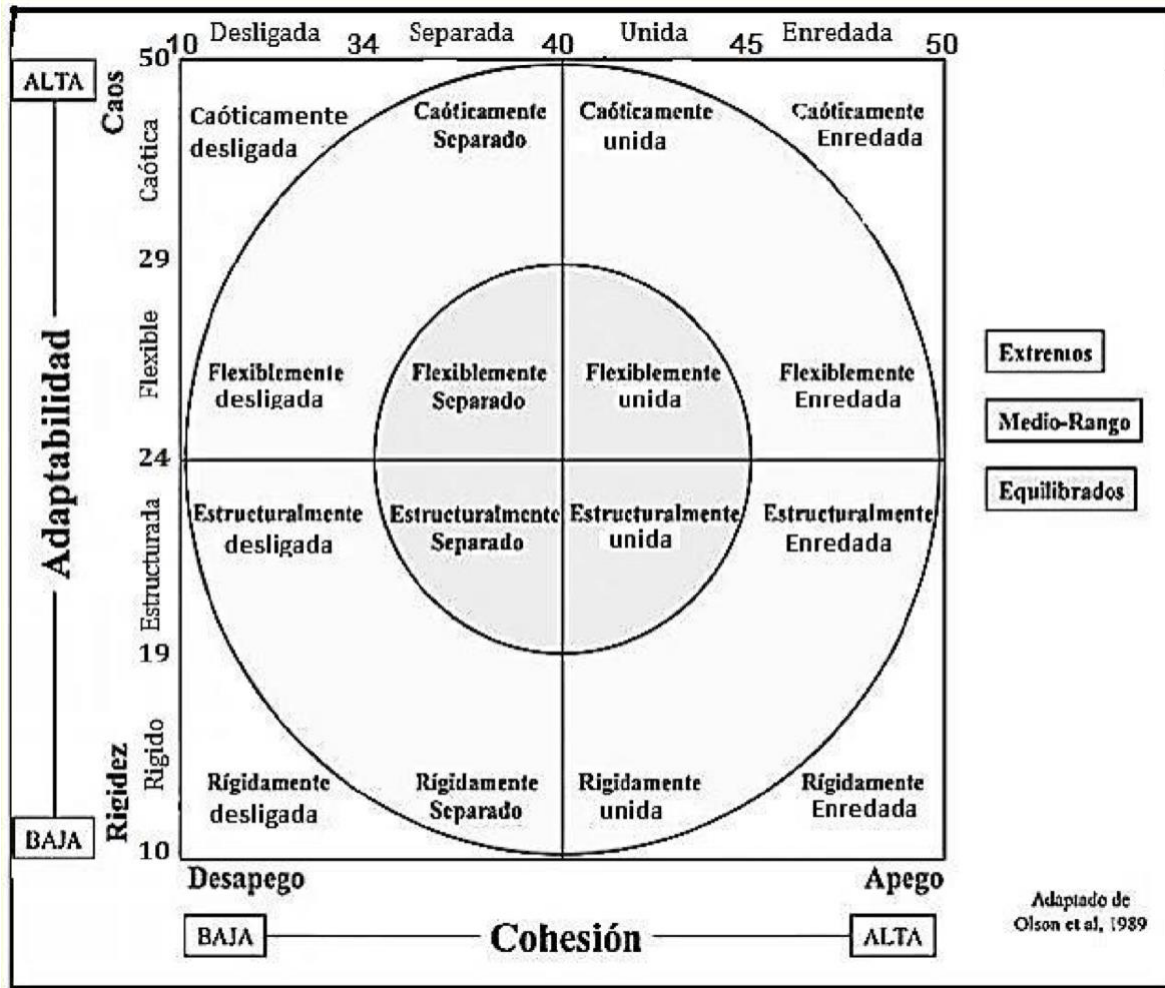 Desligada Separada Unida Enredada
10 34 40 45 50
50
ALTA
Caos
Caótica
Caóticamente
desligada
Caóticamente
Separado
Caóticamente
unida
Caóticamente
Enredada
29
Adaptabilidad
Flexible
Flexiblemente
desligada
Flexiblemente
Separado
Flexiblemente
unida
Flexiblemente
Enredada
24
Estructurada
Estructuralmente
desligada
Estructuralmente
Separado
Estructuralmente
unida
Estructuralmente
Enredada
19
Rigidez
Rígido
Rígidamente
desligada
Rígidamente
Separado
Rigidamente
unida
Rígidamente
Enredada
BAJA
10
Extremos
Medio-Rango
Equilibrados
Desapego Apego
BAJA Cohesión ALTA
Adaptado de
Olson et al, 1989